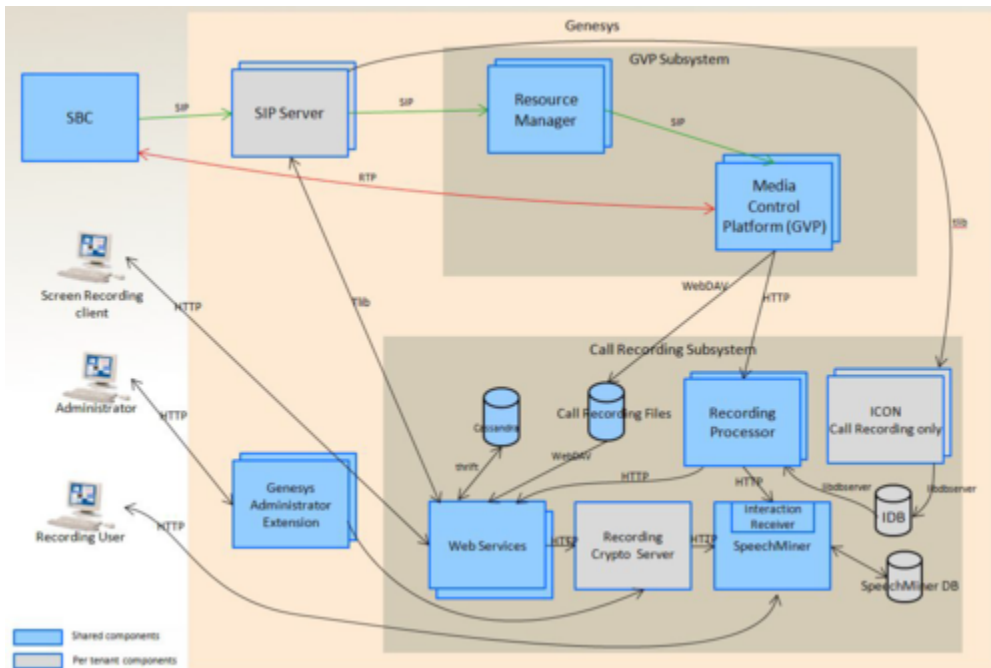 Genesys
GVP Subsystem
SBC
SIP
SIP Server
SIP
Resource
Manager
SIP
RTP
Media
Control
Platform (GVP)
tlib
WebDAV
HTTP
Screen Recording
client
HTTP
Tlib
Call Recording Subsystem
Administrator
HTTP
Cassandra
Call Recording Files
Recording
Processor
ICON
Call Recording only
thrift
WebDAV
HTTP
HTTP
libdbserver
libdbserver
Genesys
Administrator
Extension
Recording User
HTTP
Web Services
HTTP
Recording
Crypto Server
HTTP
Interaction
Receiver
SpeechMiner
IDB
SpeechMiner DB
Shared components
Per tenant components